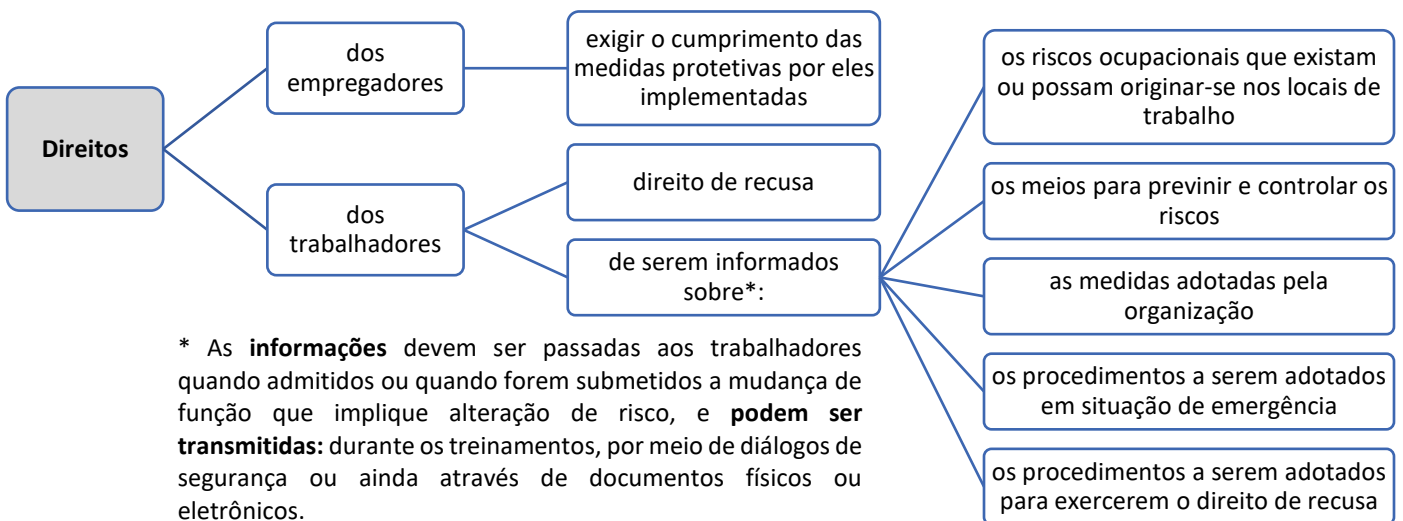 Direitos
dos
empregadores
exigir o cumprimento das
medidas protetivas por eles
implementadas
dos
trabalhadores
direito de recusa
de serem informados
sobre*:
os riscos ocupacionais que existam
ou possam originar-se nos locais de
trabalho
os meios para previnir e controlar os
riscos
as medidas adotadas pela
organização
os procedimentos a serem adotados
em situação de emergência
os procedimentos a serem adotados
para exercerem o direito de recusa
* As informações devem ser passadas aos trabalhadores
quando admitidos ou quando forem submetidos a mudança de
função que implique alteração de risco, e podem ser
transmitidas: durante os treinamentos, por meio de diálogos de
segurança ou ainda através de documentos físicos ou
eletrônicos.